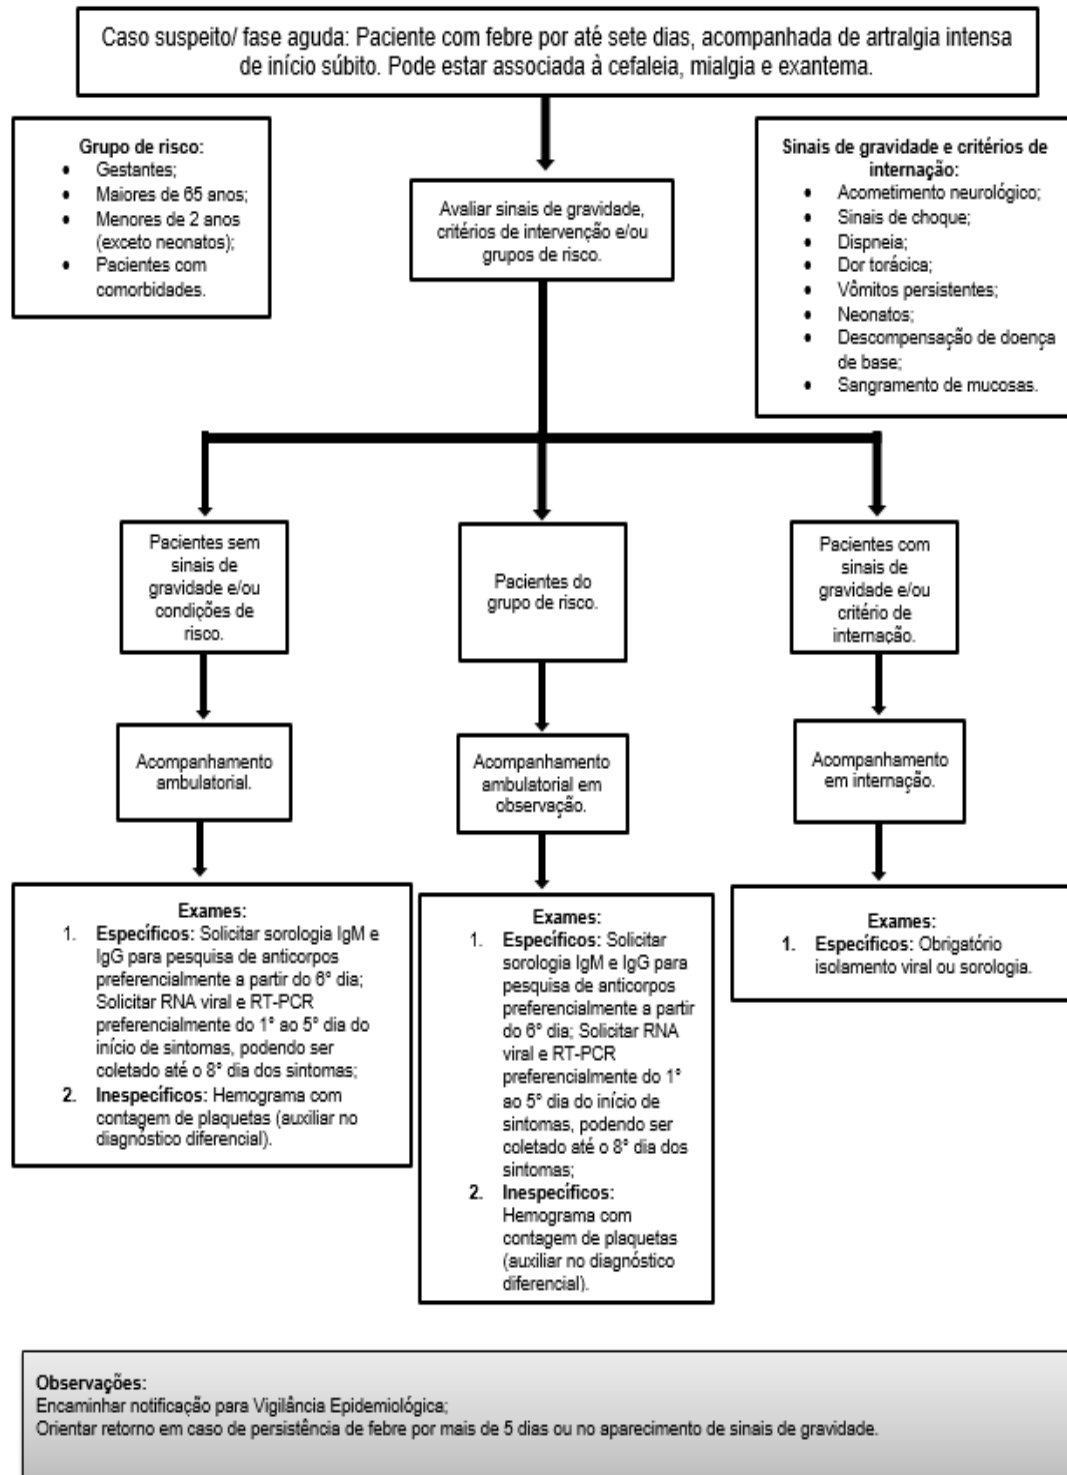 Caso suspeito/ fase aguda: Paciente com febre por até sete dias, acompanhada de artralgia intensa
de início súbito. Pode estar associada à cefaleia, mialgia e exantema.
Grupo de risco:
• Gestantes;
• Maiores de 65 anos;
• Menores de 2 anos
(exceto neonatos);
• Pacientes com
comorbidades.
Avaliar sinais de gravidade,
critérios de intervenção e/ou
grupos de risco.
Sinais de gravidade e critérios de
internação:
• Acometimento neurológico;
• Sinais de choque;
• Dispneia;
• Dor torácica;
• Vômitos persistentes;
• Neonatos;
• Descompensação de doença
de base;
• Sangramento de mucosas.
Pacientes sem
sinais de
gravidade e/ou
condições de
risco.
Pacientes do
grupo de risco.
Pacientes com
sinais de
gravidade e/ou
critério de
internação.
Acompanhamento
ambulatorial.
Acompanhamento
ambulatorial em
observação.
Acompanhamento
em internação.
Exames:
1. Específicos: Solicitar sorologia IgM e
IgG para pesquisa de anticorpos
preferencialmente a partir do 6° dia;
Solicitar RNA viral e RT-PCR
preferencialmente do 1° ao 5° dia do
início de sintomas, podendo ser
coletado até o 8° dia dos sintomas;
2. Inespecíficos: Hemograma com
contagem de plaquetas (auxiliar no
diagnóstico diferencial).
Exames:
1. Específicos: Solicitar
sorologia IgM e IgG para
pesquisa de anticorpos
preferencialmente a partir
do 6° dia; Solicitar RNA
viral e RT-PCR
preferencialmente do 1°
ao 5° dia do início de
sintomas, podendo ser
coletado até o 8° dia dos
sintomas;
2. Inespecíficos:
Hemograma com
contagem de plaquetas
(auxiliar no diagnóstico
diferencial).
Exames:
1. Específicos: Obrigatório
isolamento viral ou sorologia.
Observações:
Encaminhar notificação para Vigilância Epidemiológica;
Orientar retorno em caso de persistência de febre por mais de 5 dias ou no aparecimento de sinais de gravidade.